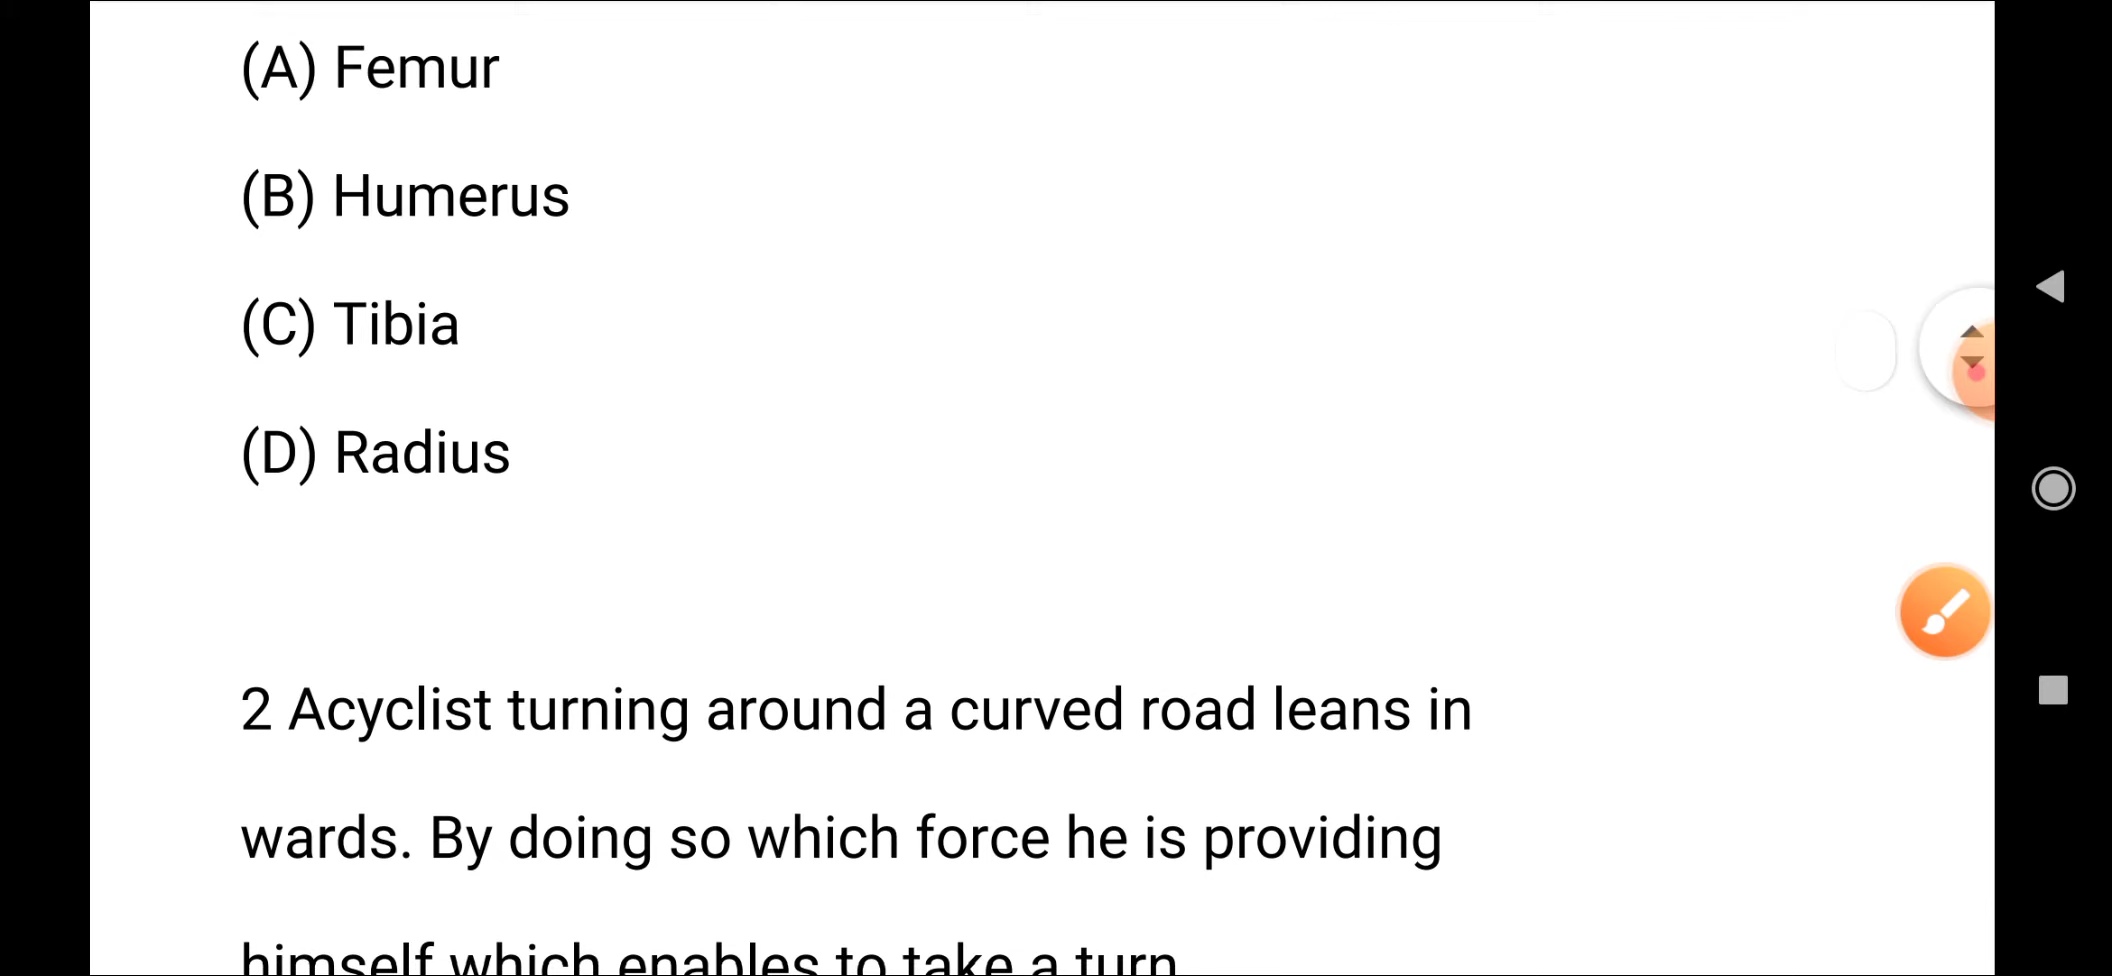 (A) Femur
(B) Humerus
(C) Tibia
(D) Radius
2 Acyclist turning around a curved road leans in
wards. By doing so which force he is providing
himself which enables to take a turn